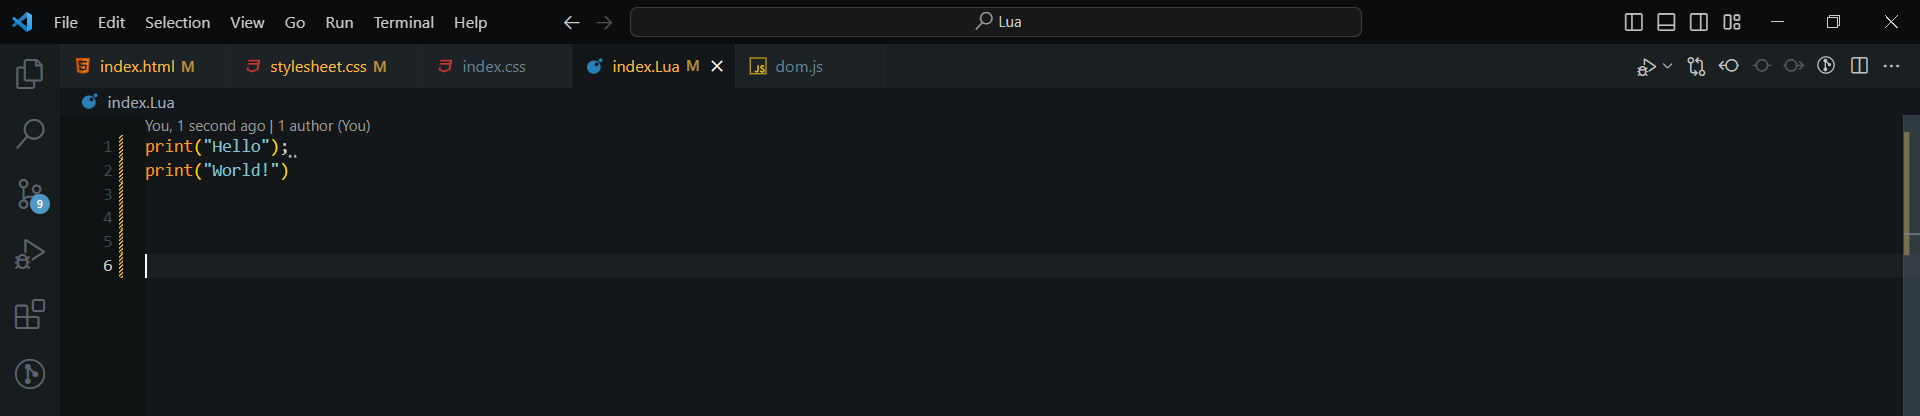 File Edit Selection View Go Run Terminal Help Lua
index.html M stylesheet.css M index.css index.Lua M dom.js
index.Lua
You, 1 second ago | 1 author (You)
1 print("Hello");
2 print("World!")
3
4
5
6
9